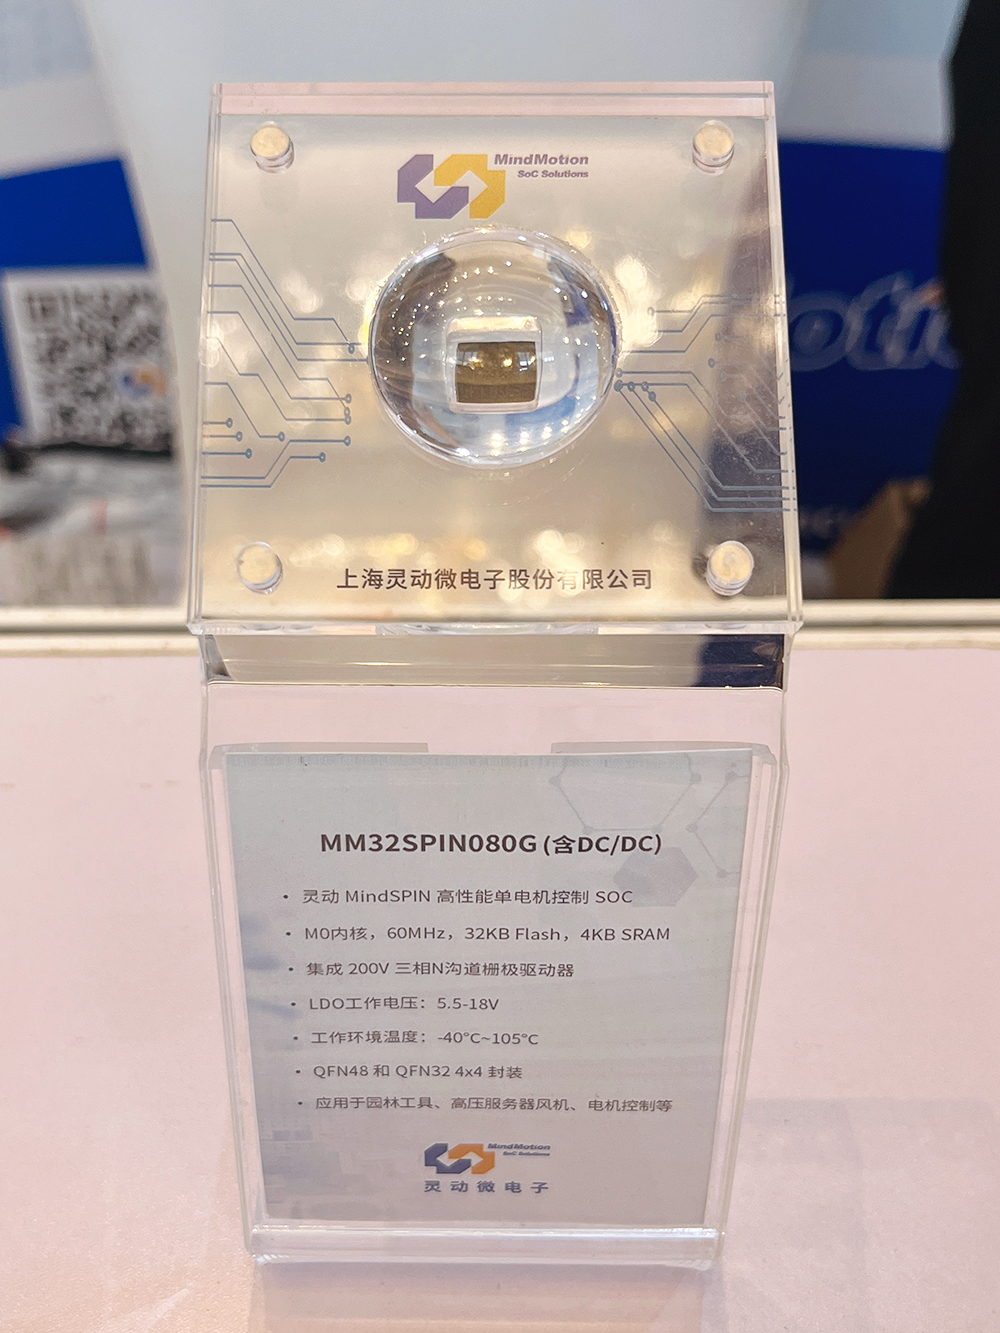 MindMotion
SoC Solutions
otio
上海灵动微电子股份有限公司
MM32SPIN080G (含DC/DC)
• 灵动 MindSPIN 高性能单电机控制 SOC
• M0内核，60MHz，32KB Flash，4KB SRAM
• 集成 200V 三相N沟道栅极驱动器
• LDO工作电压：5.5-18V
• 工作环境温度：-40°C~105°C
• QFN48 和 QFN32 4x4 封装
• 应用于园林工具、高压服务器风机、电机控制等
MindMotion
SoC Solutions
灵动微电子